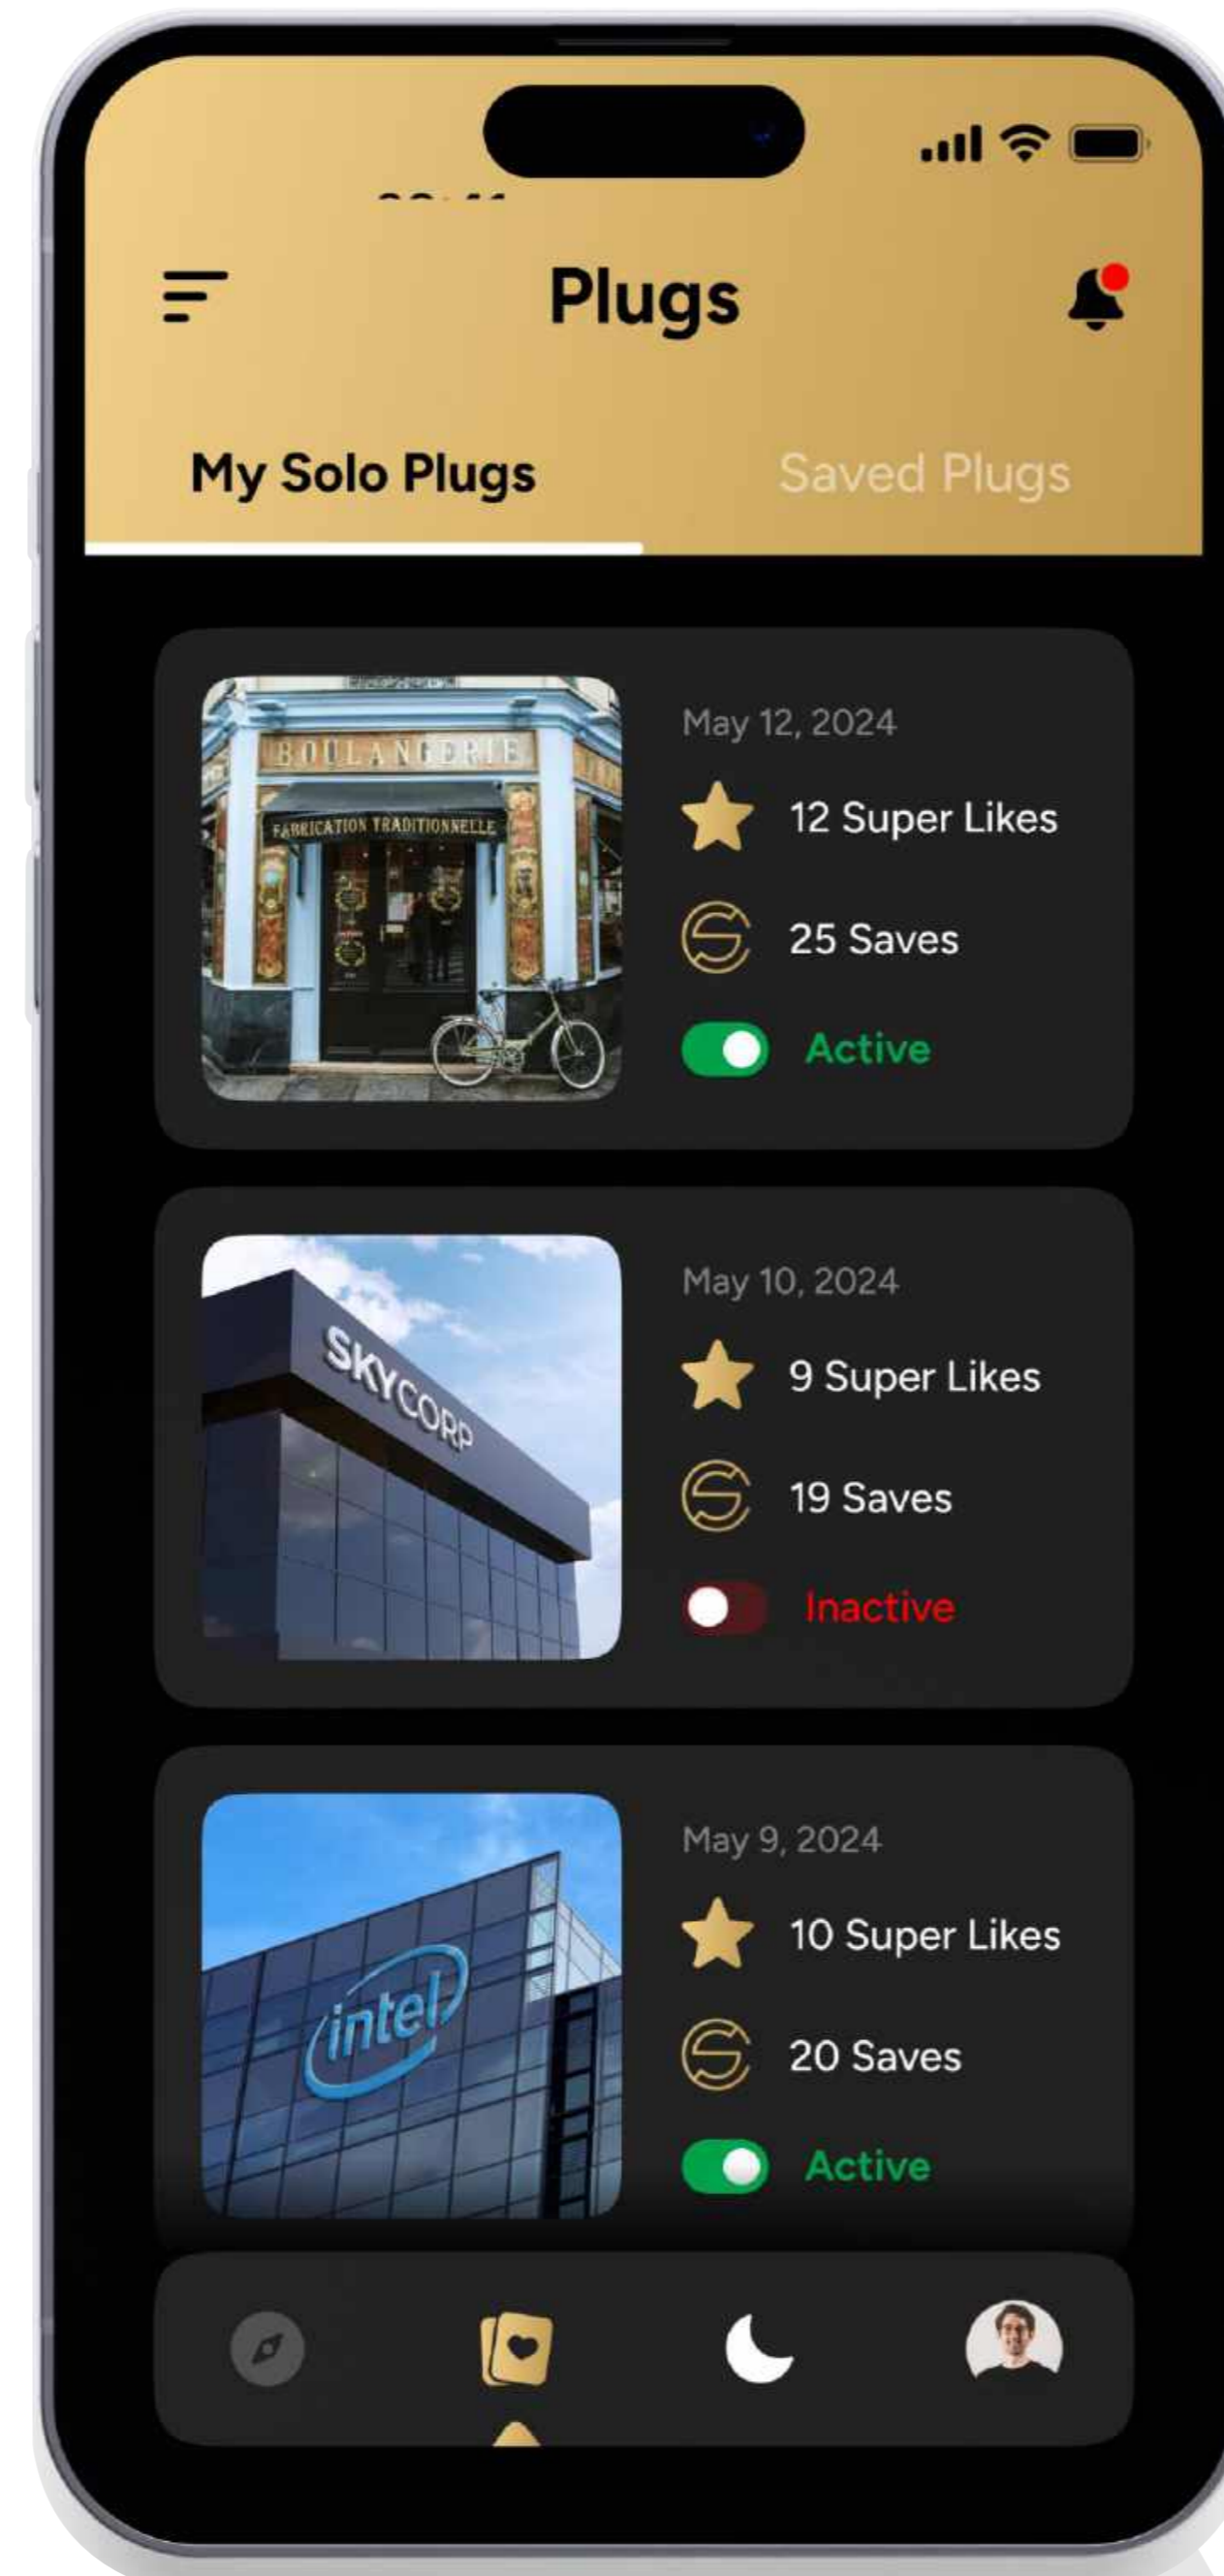 Plugs
My Solo Plugs
Saved Plugs
BOULANGERIE
FABRICATION TRADITIONNELLE
May 12, 2024
12 Super Likes
25 Saves
Active
SKYCORP
May 10, 2024
9 Super Likes
19 Saves
Inactive
intel
May 9, 2024
10 Super Likes
20 Saves
Active